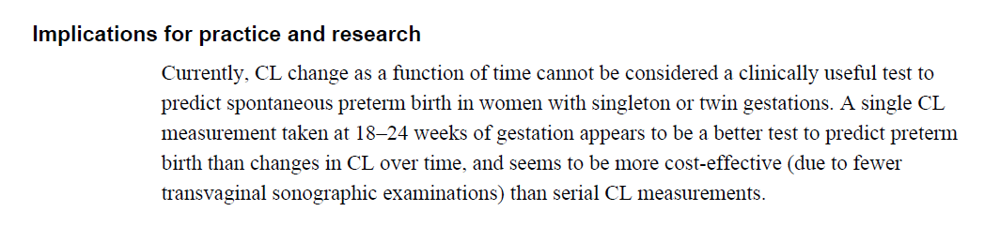 Implications for practice and research
Currently, CL change as a function of time cannot be considered a clinically useful test to
predict spontaneous preterm birth in women with singleton or twin gestations. A single CL
measurement taken at 18–24 weeks of gestation appears to be a better test to predict preterm
birth than changes in CL over time, and seems to be more cost-effective (due to fewer
transvaginal sonographic examinations) than serial CL measurements.